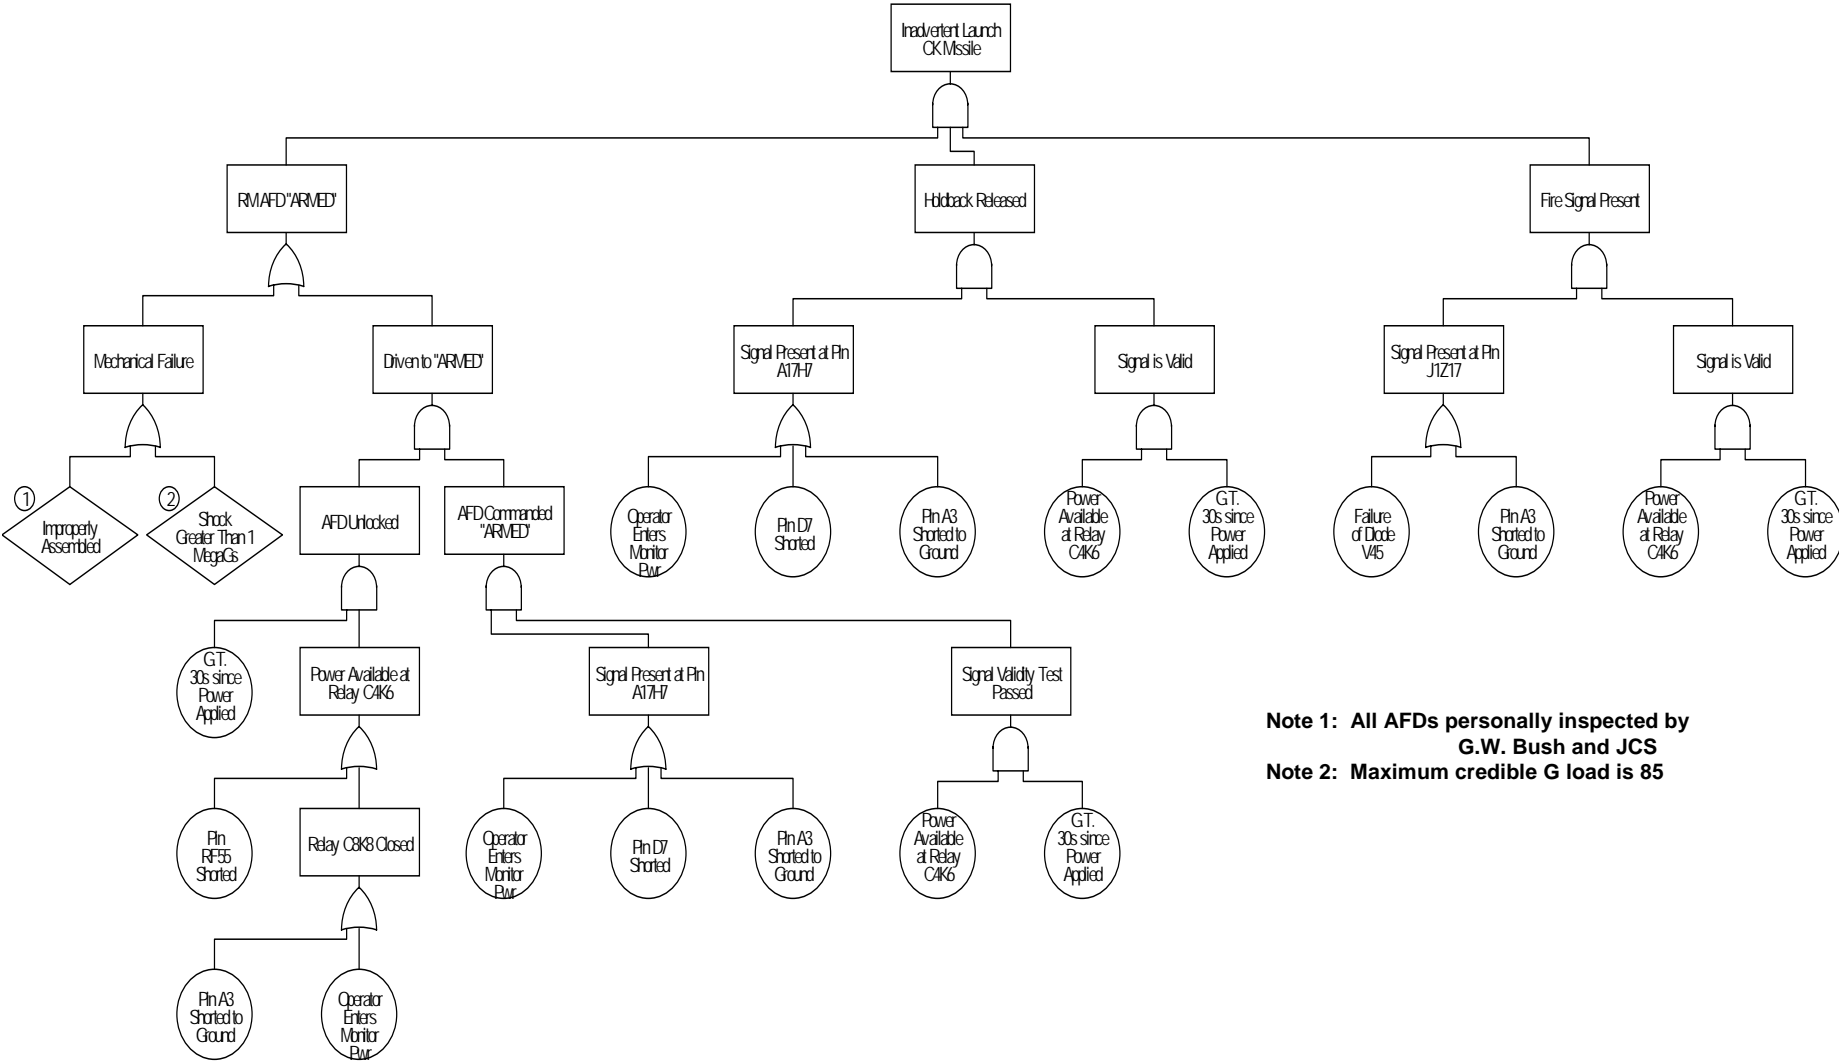 Inadvertent Launch
CK Missile
RM AFD "ARMED"
Holdback Released
Fire Signal Present
Mechanical Failure
Driven to "ARMED"
Signal Present at Pin
A17H7
Signal is Valid
Signal Present at Pin
J1Z17
Signal is Valid
1
Improperly
Assembled
2
Shock
Greater Than 1
MegaGs
AFD Unlocked
AFD Commanded
"ARMED"
Operator
Enters
Monitor
Pwr
Pin D7
Shorted
Pin A3
Shorted to
Ground
Power
Available
at Relay
C4K6
G.T.
30s since
Power
Applied
Failure
of Diode
V45
Pin A3
Shorted to
Ground
Power
Available
at Relay
C4K6
G.T.
30s since
Power
Applied
G.T.
30s since
Power
Applied
Power Available at
Relay C4K6
Signal Present at Pin
A17H7
Signal Validity Test
Passed
Note 1: All AFDs personally inspected by
G.W. Bush and JCS
Note 2: Maximum credible G load is 85
Pin
RF55
Shorted
Relay C8K8 Closed
Operator
Enters
Monitor
Pwr
Pin D7
Shorted
Pin A3
Shorted to
Ground
Power
Available
at Relay
C4K6
G.T.
30s since
Power
Applied
Pin A3
Shorted to
Ground
Operator
Enters
Monitor
Pwr